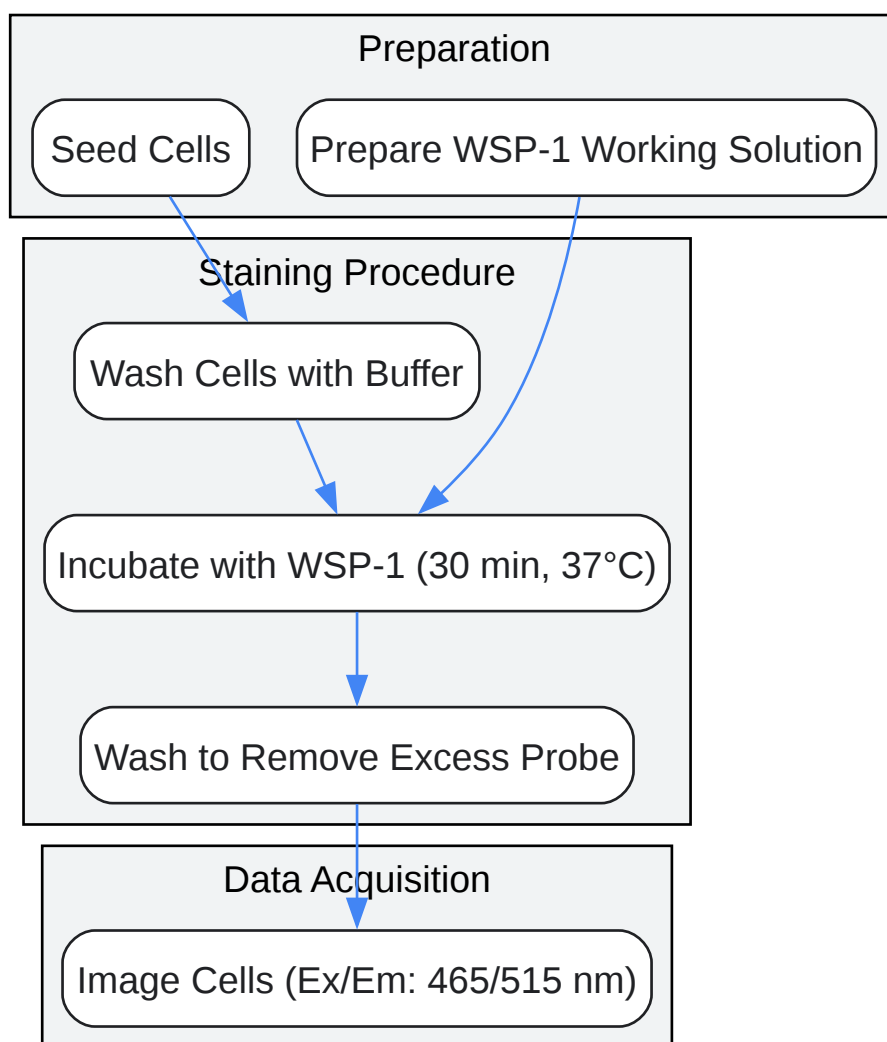 Preparation
Seed Cells
Prepare WSP-1 Working Solution
Staining Procedure
Wash Cells with Buffer
Incubate with WSP-1 (30 min, 37°C)
Wash to Remove Excess Probe
Data Acquisition
Image Cells (Ex/Em: 465/515 nm)